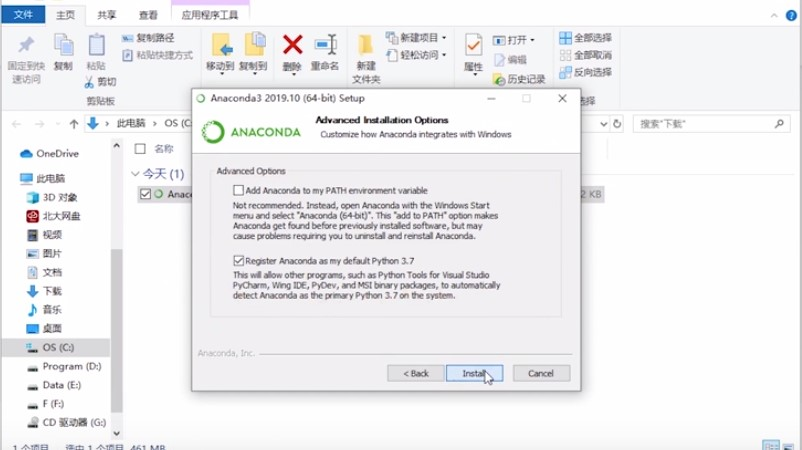 文件 主页 共享 查看 应用程序工具
固定到快速访问
复制
粘贴
复制路径
粘贴快捷方式
剪切
剪贴板
移动到 复制到 删除 重命名
新建文件夹
新建项目
轻松访问
属性
打开
编辑
历史记录
全部选择
全部取消
反向选择
选择
此电脑 OS (C:
搜索"下载"
OneDrive
此电脑
3D 对象
北大网盘
视频
图片
文档
下载
音乐
桌面
OS (C:)
Program (D:)
Data (E:)
F (F:)
CD 驱动器 (G:)
名称
今天 (1)
Anac
2 KB
Anaconda3 2019.10 (64-bit) Setup
ANACONDA
Advanced Installation Options
Customize how Anaconda integrates with Windows
Advanced Options
Add Anaconda to my PATH environment variable
Not recommended. Instead, open Anaconda with the Windows Start
menu and select "Anaconda (64-bit)". This "add to PATH" option makes
Anaconda get found before previously installed software, but may
cause problems requiring you to uninstall and reinstall Anaconda.
Register Anaconda as my default Python 3.7
This will allow other programs, such as Python Tools for Visual Studio
PyCharm, Wing IDE, PyDev, and MSI binary packages, to automatically
detect Anaconda as the primary Python 3.7 on the system.
Anaconda, Inc.
< Back Install Cancel
1 个项目 选中 1 个项目 461 MB